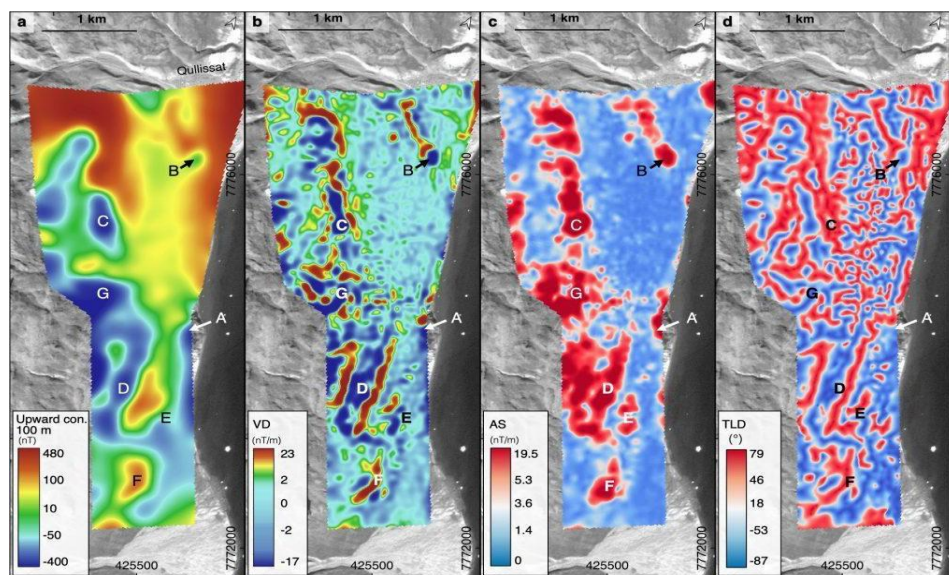 a
1 km
Qullissat
B
7776000
C
G
A
D
E
F
Upward con.
100 m
(nT)
480
100
10
-50
-400
425500
7772000
b
1 km
B
7776000
C
G
A
D
E
F
VD
(nT/m)
23
2
0
-2
-17
425500
7772000
c
1 km
B
7776000
C
G
A
D
E
F
AS
(nT/m)
19.5
5.3
3.6
1.4
0
425500
7772000
d
1 km
B
7776000
C
G
A
D
E
F
TLD
(°)
79
46
18
-53
-87
425500
7772000